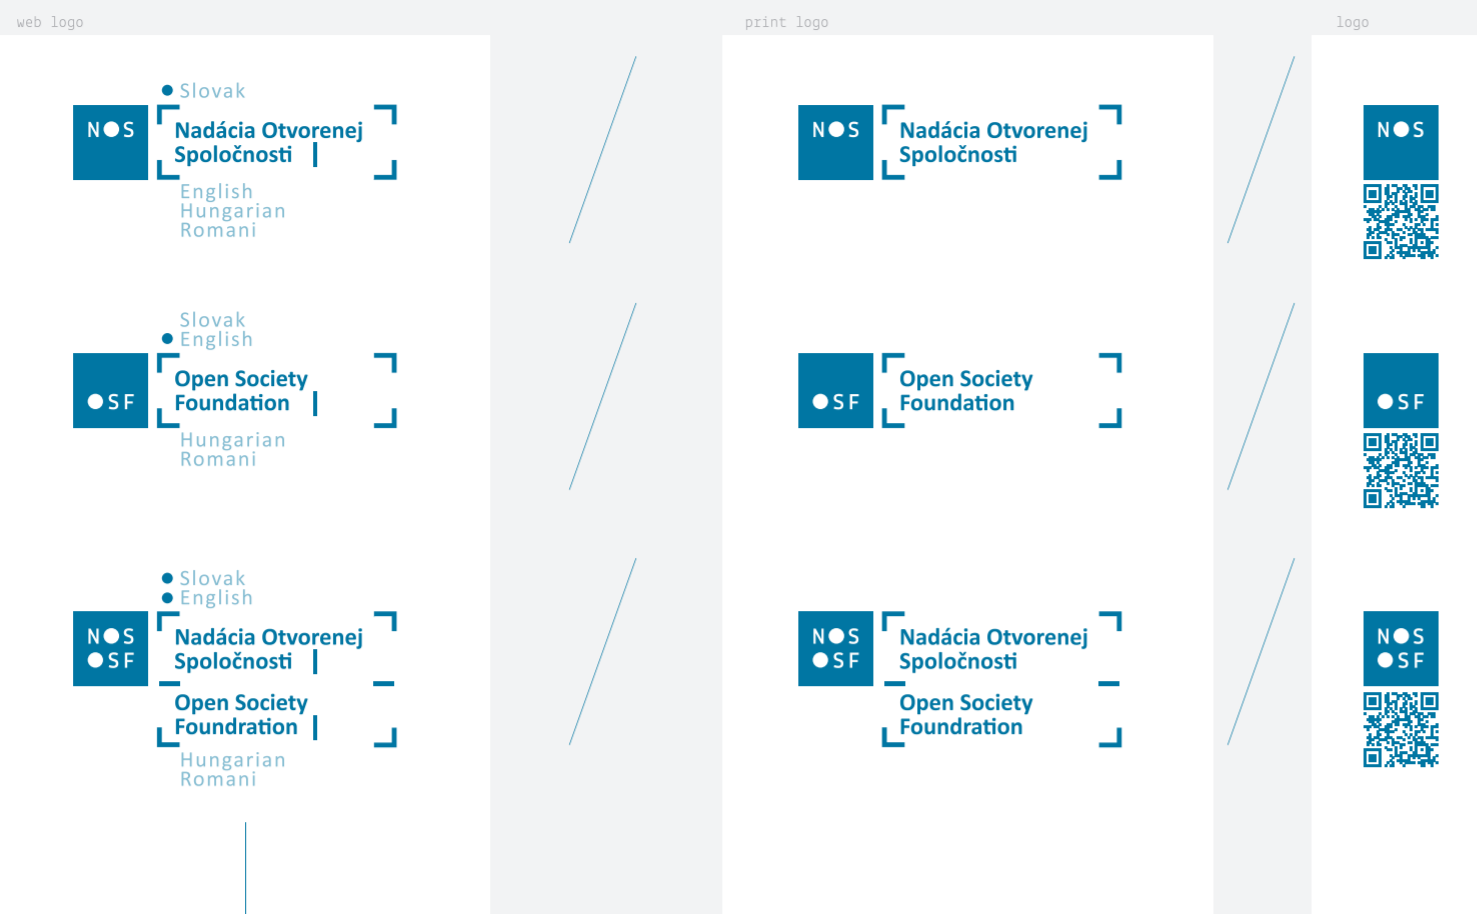 web logo
print logo
logo
Slovak
N●S
Nadácia Otvorenej
Spoločnosti
English
Hungarian
Romani
N●S
Nadácia Otvorenej
Spoločnosti
N●S
Slovak
English
●SF
Open Society
Foundation
Hungarian
Romani
●SF
Open Society
Foundation
●SF
Slovak
English
N●S
●SF
Nadácia Otvorenej
Spoločnosti
Open Society
Foundration
Hungarian
Romani
N●S
●SF
Nadácia Otvorenej
Spoločnosti
Open Society
Foundration
N●S
●SF